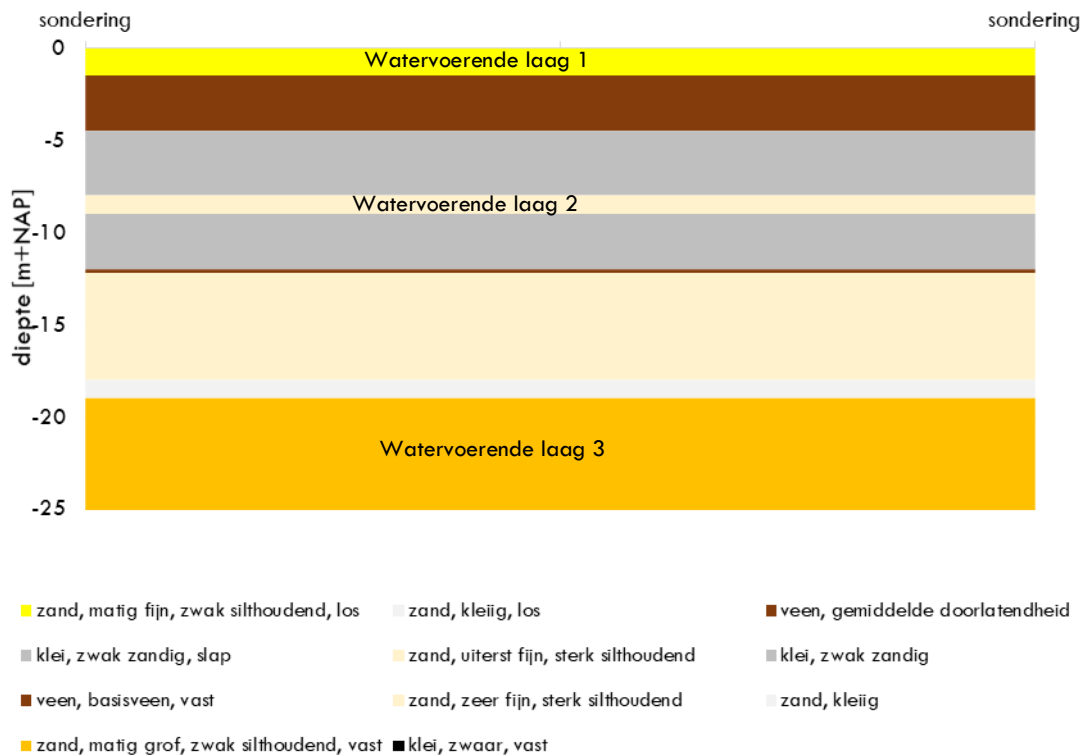 sondering sondering
0
Watervoerende laag 1
-5
Watervoerende laag 2
-10
diepte [m+NAP]
-15
-20
Watervoerende laag 3
-25
zand, matig fijn, zwak silthoudend, los zand, kleiig, los veen, gemiddelde doorlatendheid
klei, zwak zandig, slap zand, uiterst fijn, sterk silthoudend klei, zwak zandig
veen, basisveen, vast zand, zeer fijn, sterk silthoudend zand, kleiig
zand, matig grof, zwak silthoudend, vast klei, zwaar, vast